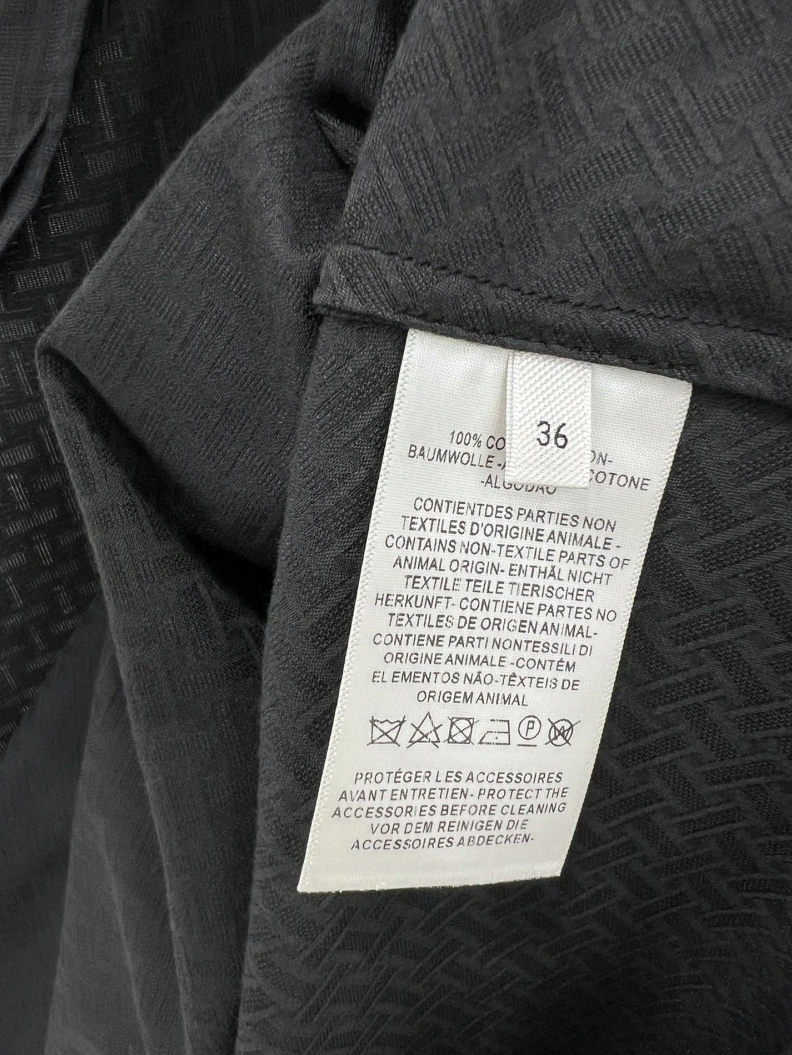 36
100% CO ON-
BAUMWOLLE -A COTONE
-ALGODÃO
CONTIENTDES PARTIES NON
TEXTILES D'ORIGINE ANIMALE -
CONTAINS NON-TEXTILE PARTS OF
ANIMAL ORIGIN- ENTHÄL NICHT
TEXTILE TEILE TIERISCHER
HERKUNFT- CONTIENE PARTES NO
TEXTILES DE ORIGEN ANIMAL-
CONTIENE PARTI NONTESSILI DI
ORIGINE ANIMALE -CONTÉM
EL EMENTOS NÃO-TÊXTEIS DE
ORIGEM ANIMAL
P W
PROTÉGER LES ACCESSOIRES
AVANT ENTRETIEN- PROTECT THE
ACCESSORIES BEFORE CLEANING
VOR DEM REINIGEN DIE
ACCESSOIRES ABDECKEN-